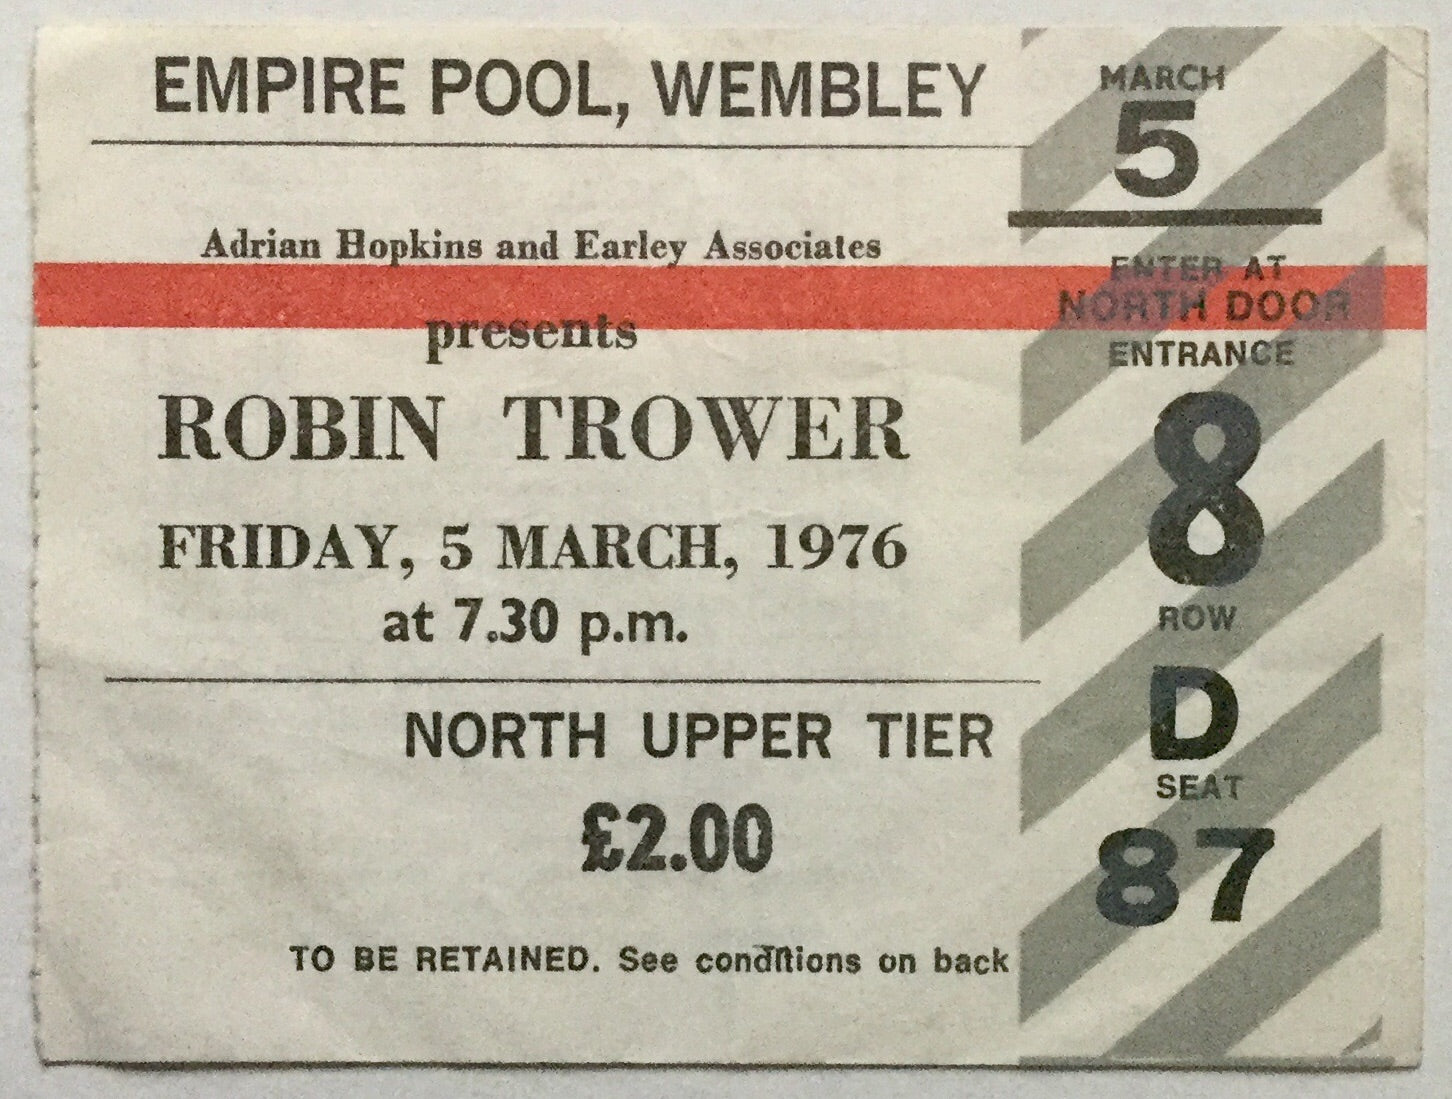 EMPIRE POOL, WEMBLEY
Adrian Hopkins and Earley Associates
presents
ROBIN TROWER
FRIDAY, 5 MARCH, 1976
at 7.30 p.m.
NORTH UPPER TIER
£2.00
TO BE RETAINED. See conditions on back
MARCH
5
ENTER AT
NORTH DOOR
ENTRANCE
8
ROW
D
SEAT
87